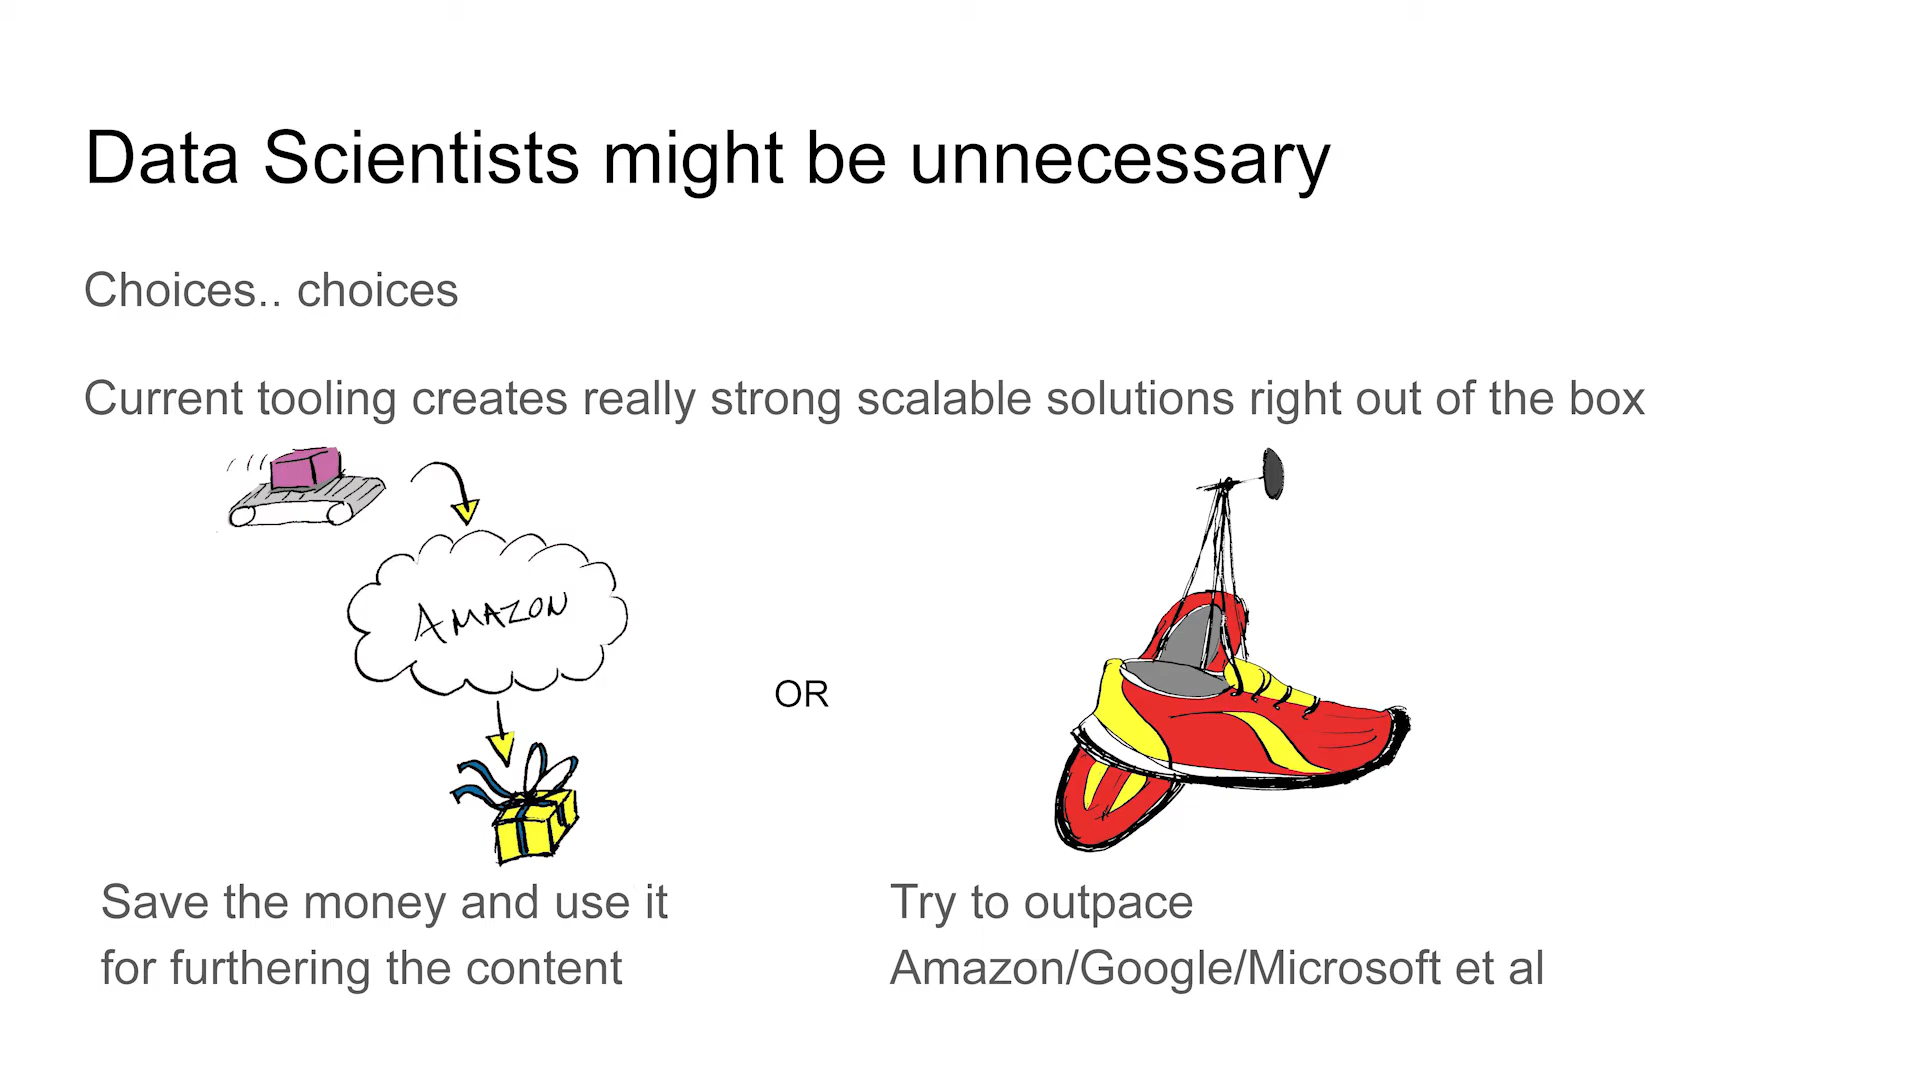 Data Scientists might be unnecessary
Choices.. choices
Current tooling creates really strong scalable solutions right out of the box
AMAZON
OR
Save the money and use it
for furthering the content
Try to outpace
Amazon/Google/Microsoft et al